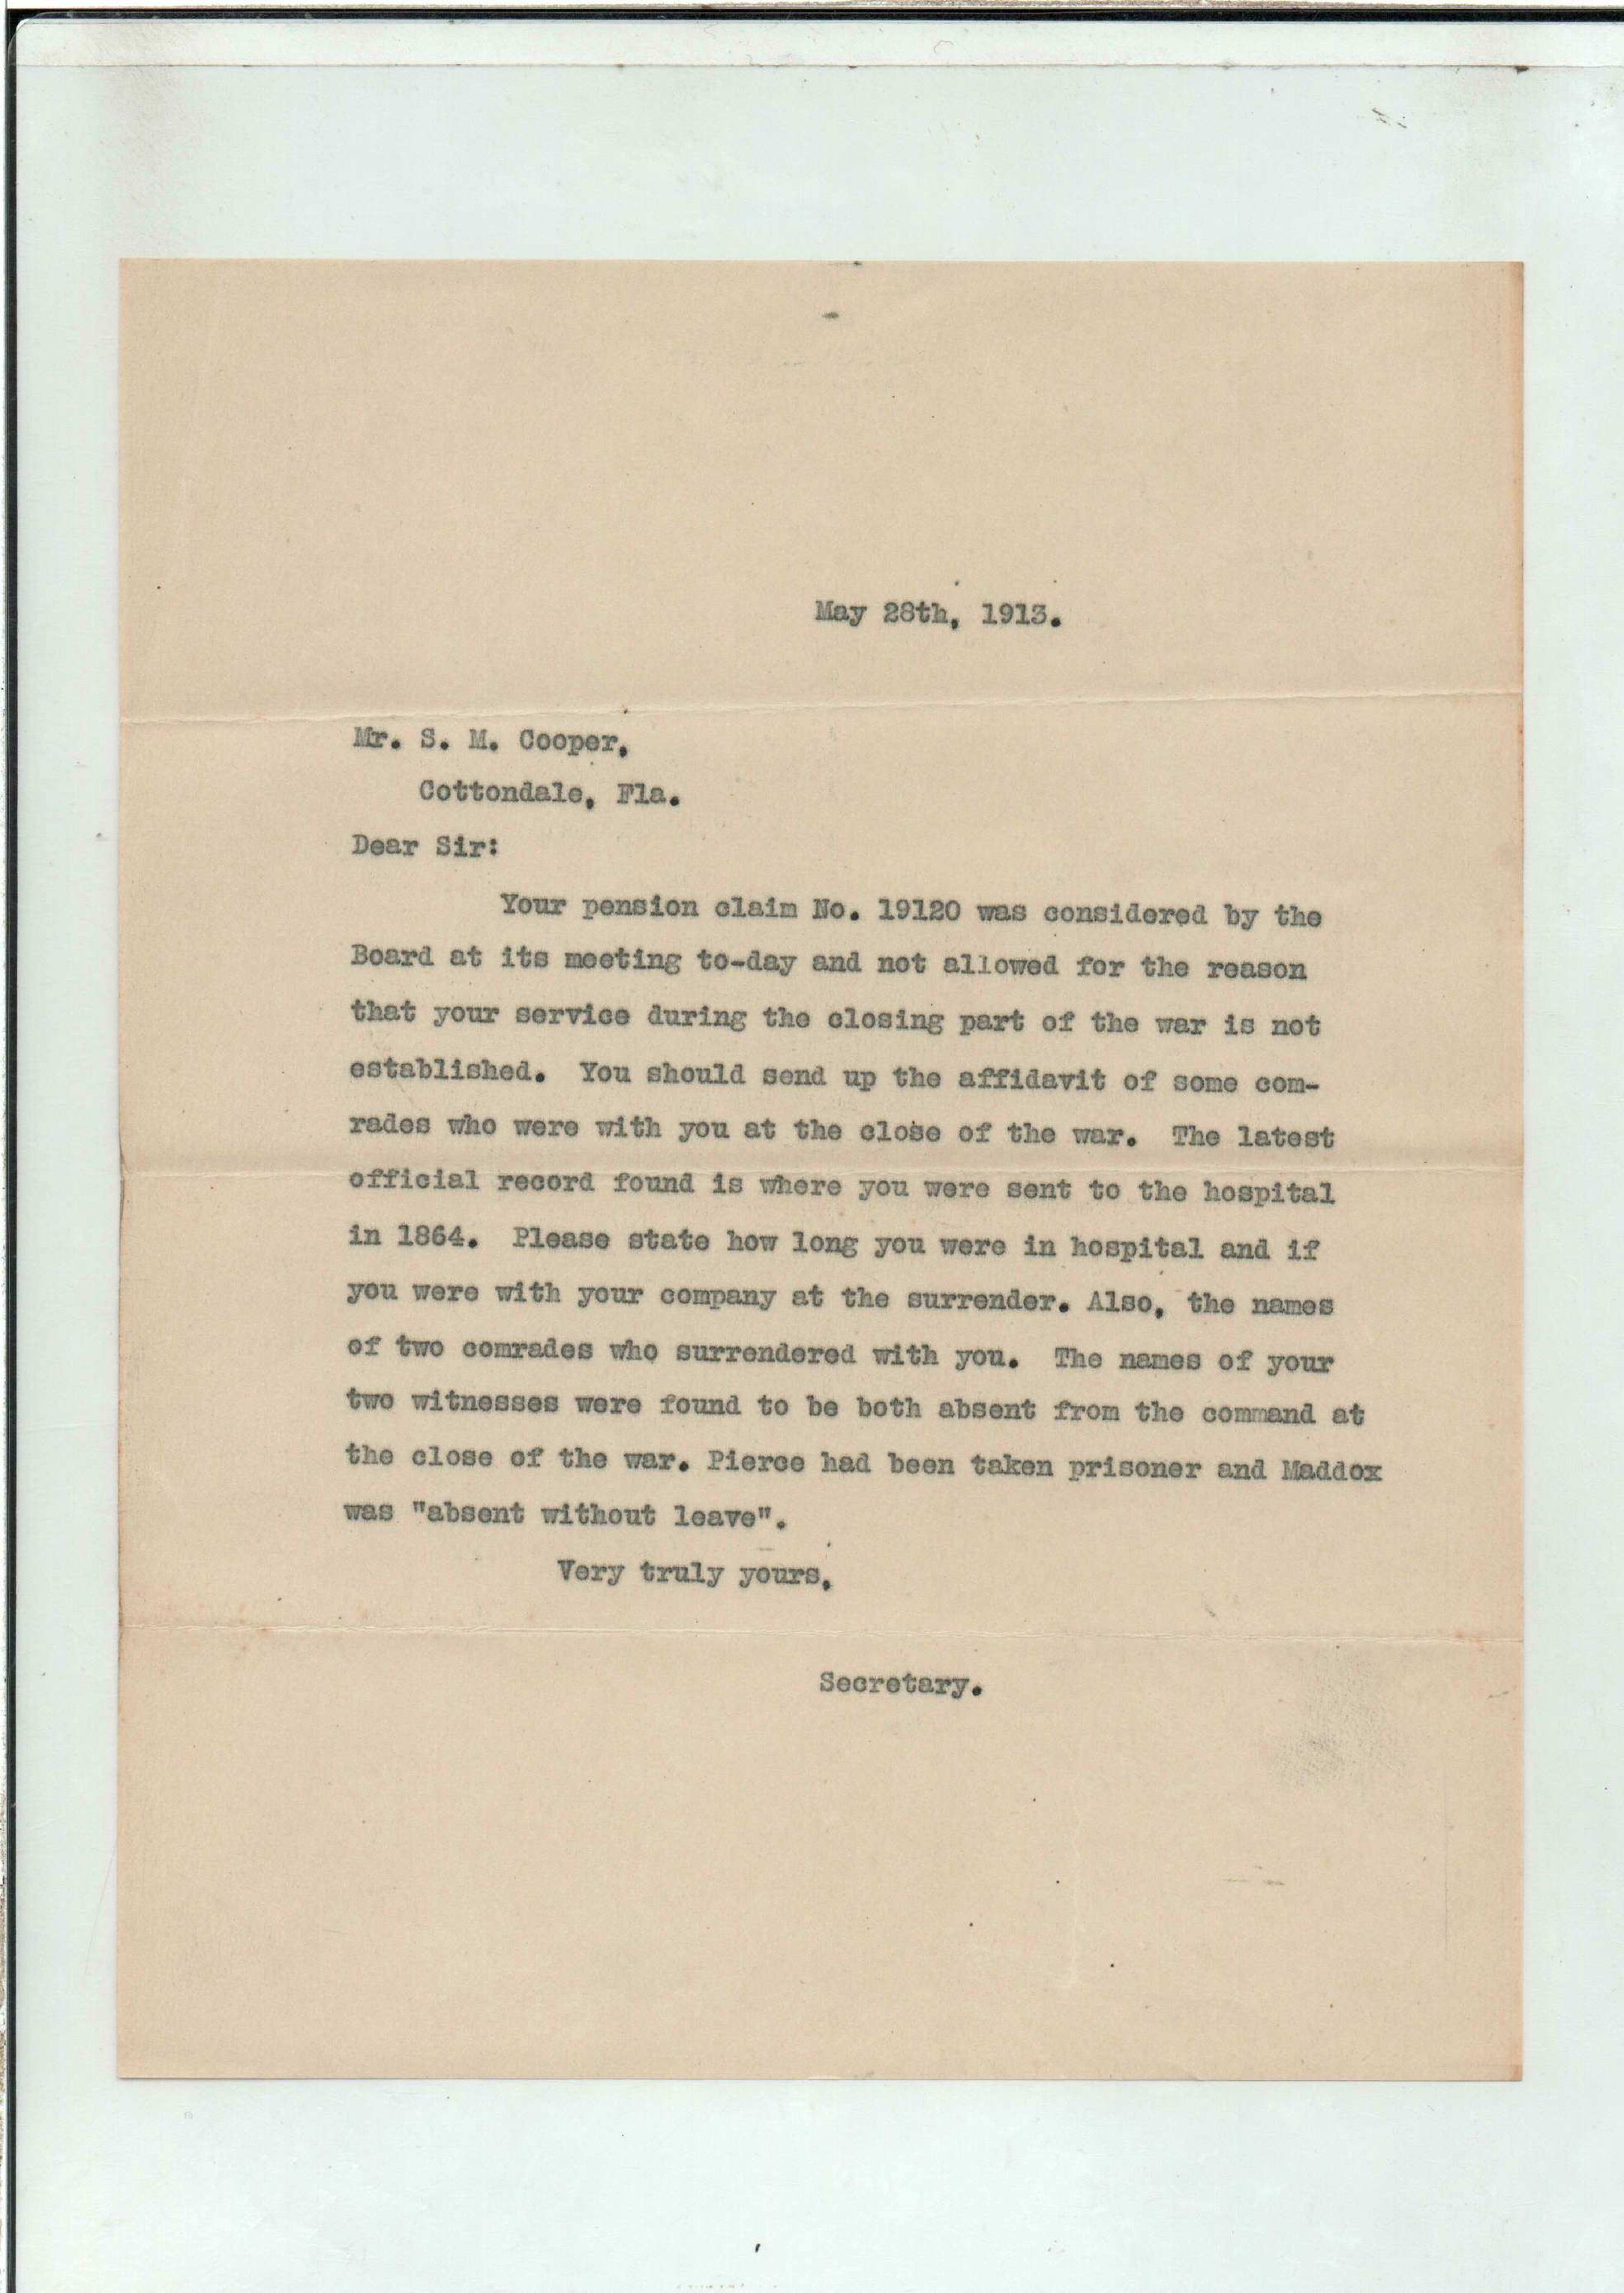 May 28th, 1913.
Mr. S. M. Cooper,
Cottondale, Fla.
Dear Sir:
Your pension claim No. 19120 was considered by the
Board at its meeting to-day and not allowed for the reason
that your service during the closing part of the war is not
established. You should send up the affidavit of some com-
rades who were with you at the close of the war. The latest
official record found is where you were sent to the hospital
in 1864. Please state how long you were in hospital and if
you were with your company at the surrender. Also, the names
of two comrades who surrendered with you. The names of your
two witnesses were found to be both absent from the command at
the close of the war. Pierce had been taken prisoner and Maddox
was "absent without leave".
Very truly yours,
Secretary.